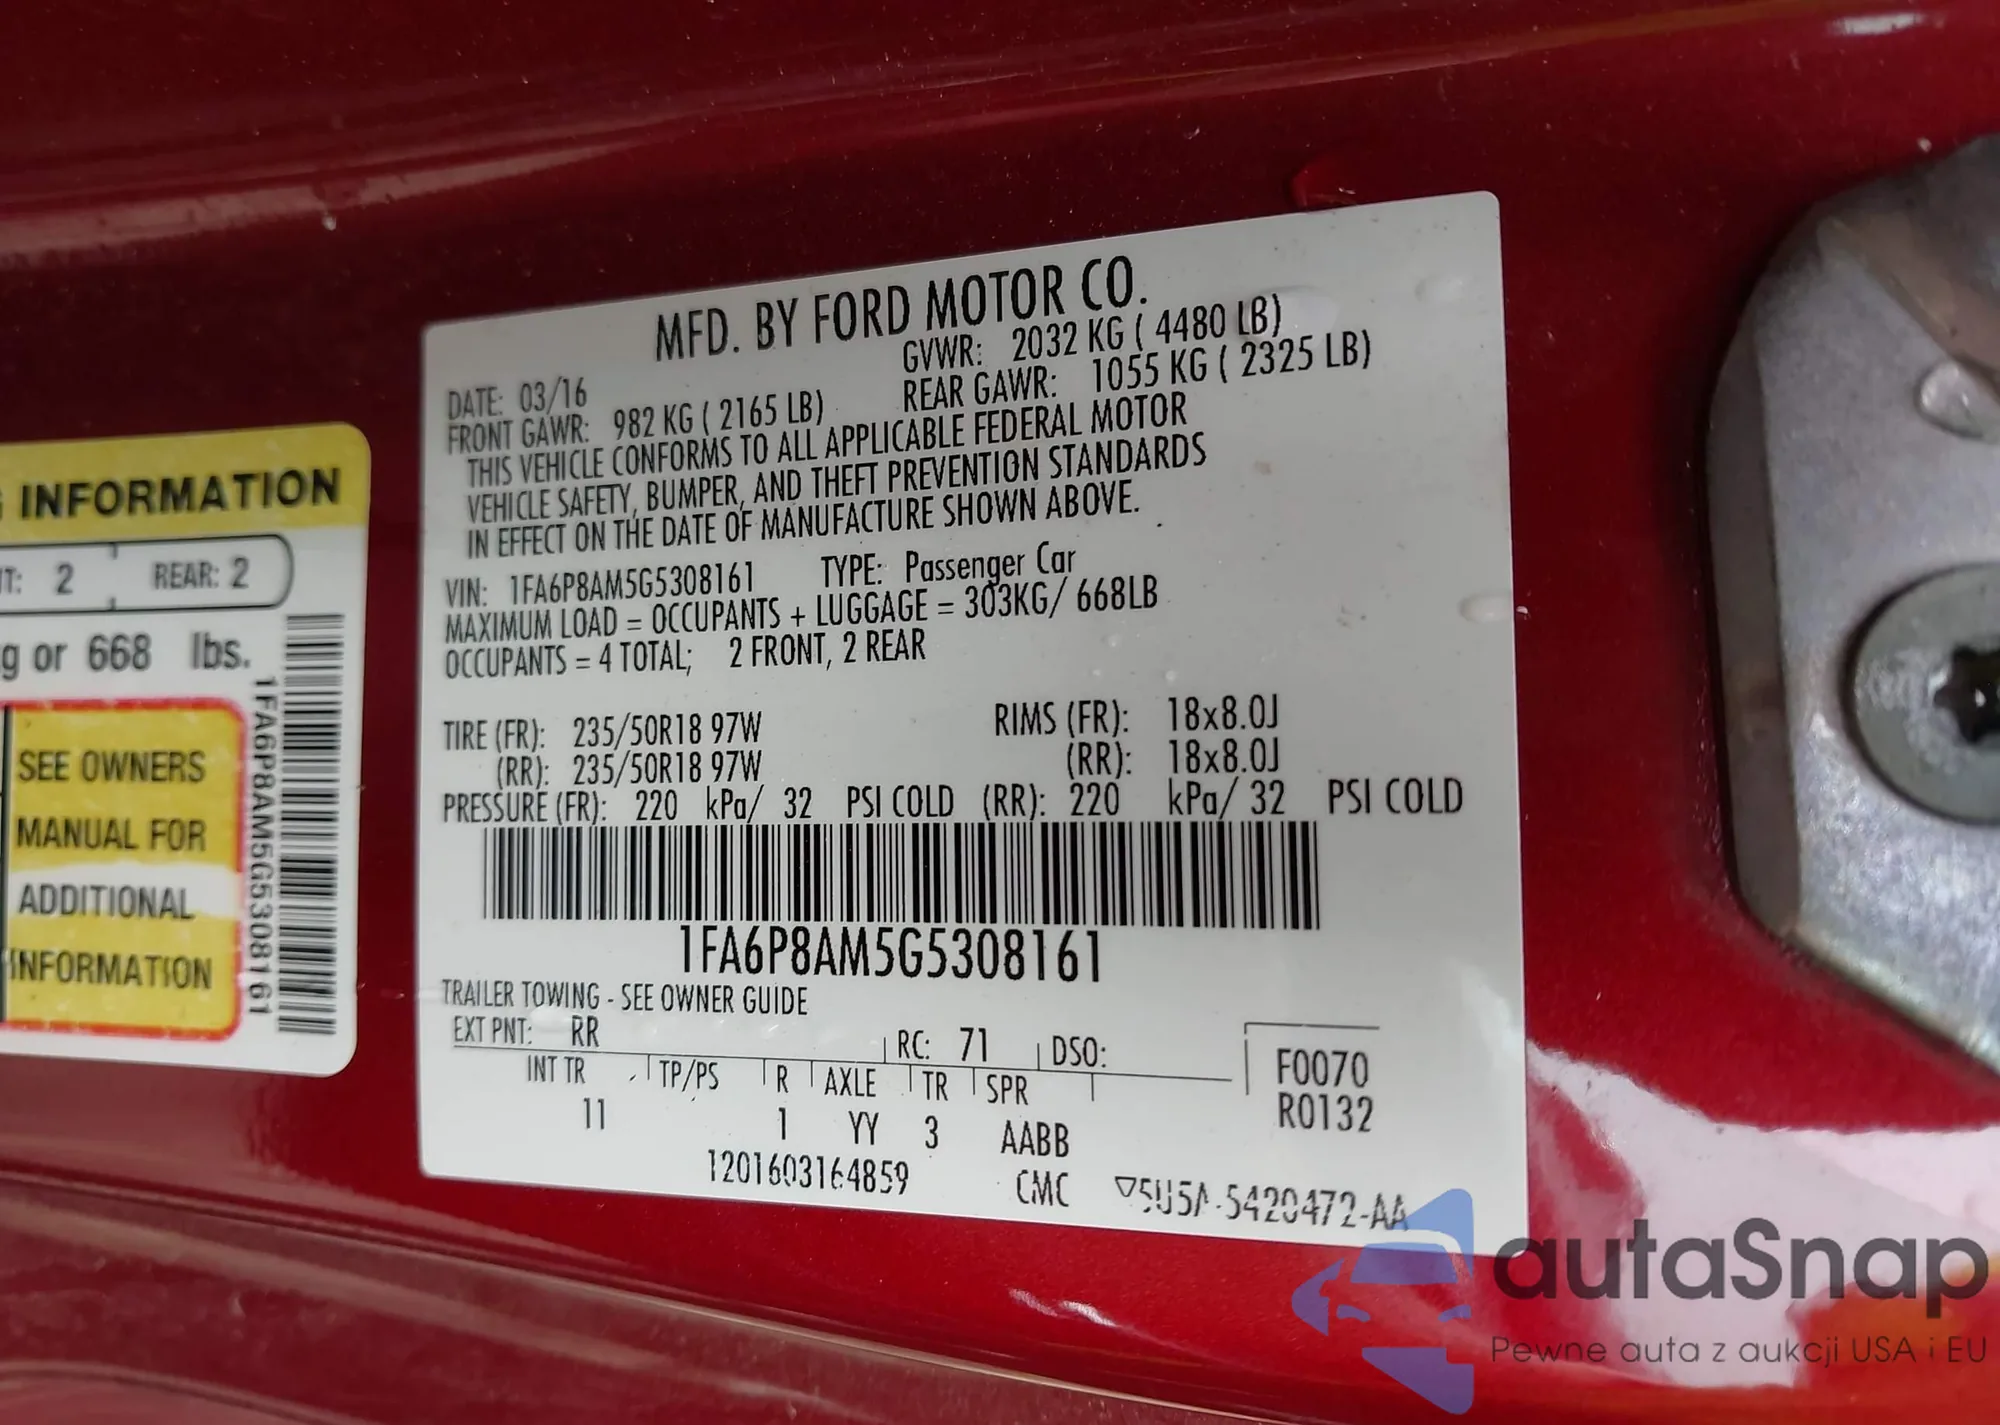 INFORMATION
T: 2 REAR: 2
g or 668 lbs.
SEE OWNERS
MANUAL FOR
ADDITIONAL
INFORMATION
1FA6P8AM5G5308161
MFD. BY FORD MOTOR CO.
DATE: 03/16 GVWR: 2032 KG ( 4480 LB)
FRONT GAWR: 982 KG ( 2165 LB) REAR GAWR: 1055 KG ( 2325 LB)
THIS VEHICLE CONFORMS TO ALL APPLICABLE FEDERAL MOTOR
VEHICLE SAFETY, BUMPER, AND THEFT PREVENTION STANDARDS
IN EFFECT ON THE DATE OF MANUFACTURE SHOWN ABOVE.
VIN: 1FA6P8AM5G5308161 TYPE: Passenger Car
MAXIMUM LOAD = OCCUPANTS + LUGGAGE = 303KG/ 668LB
OCCUPANTS = 4 TOTAL; 2 FRONT, 2 REAR
TIRE (FR): 235/50R18 97W RIMS (FR): 18x8.0J
(RR): 235/50R18 97W (RR): 18x8.0J
PRESSURE (FR): 220 kPa/ 32 PSI COLD (RR): 220 kPa/ 32 PSI COLD
1FA6P8AM5G5308161
TRAILER TOWING - SEE OWNER GUIDE
EXT PNT: RR RC: 71 DSO: F0070
INT TR TP/PS R AXLE TR SPR R0132
11 1 YY 3 AABB
1201603164859 CMC ▽5U5A-5420472-AA
autaSnap
Pewne auta z aukcji USA i EU